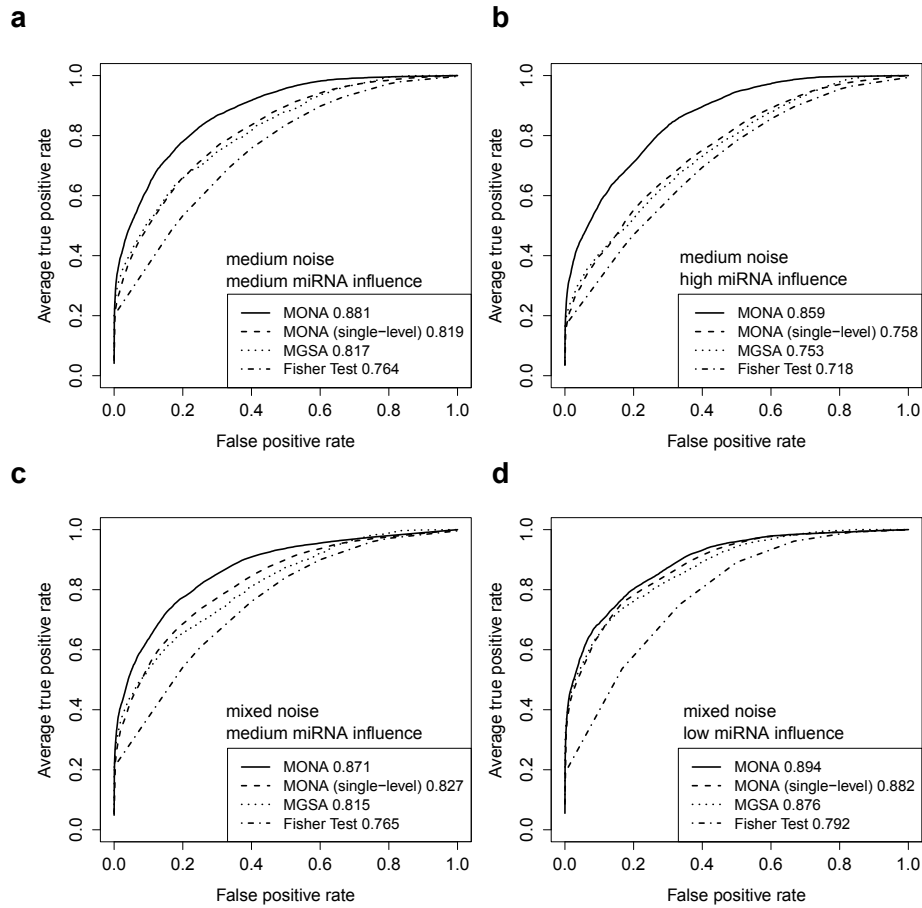 a
1.0
0.8
0.6
0.4
0.2
0.0
Average true positive rate
medium noise
medium miRNA influence
MONA 0.881
MONA (single−level) 0.819
MGSA 0.817
Fisher Test 0.764
0.0 0.2 0.4 0.6 0.8 1.0
False positive rate
b
1.0
0.8
0.6
0.4
0.2
0.0
Average true positive rate
medium noise
high miRNA influence
MONA 0.859
MONA (single−level) 0.758
MGSA 0.753
Fisher Test 0.718
0.0 0.2 0.4 0.6 0.8 1.0
False positive rate
c
1.0
0.8
0.6
0.4
0.2
0.0
Average true positive rate
mixed noise
medium miRNA influence
MONA 0.871
MONA (single−level) 0.827
MGSA 0.815
Fisher Test 0.765
0.0 0.2 0.4 0.6 0.8 1.0
False positive rate
d
1.0
0.8
0.6
0.4
0.2
0.0
Average true positive rate
mixed noise
low miRNA influence
MONA 0.894
MONA (single−level) 0.882
MGSA 0.876
Fisher Test 0.792
0.0 0.2 0.4 0.6 0.8 1.0
False positive rate